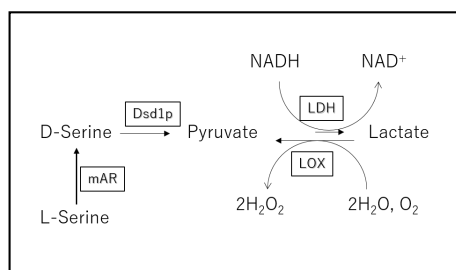 NADH NAD⁺
LDH
Dsd1p
D-Serine Pyruvate Lactate
LOX
mAR
L-Serine 2H₂O₂ 2H₂O, O₂